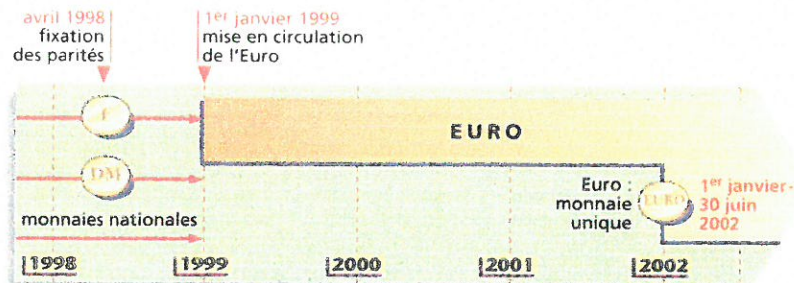 avril 1998
fixation
des parités
1er janvier 1999
mise en circulation
de l'Euro
F
EURO
DM
monnaies nationales
Euro :
monnaie
unique
EURO
1er janvier-
30 juin
2002
1998
1999
2000
2001
2002